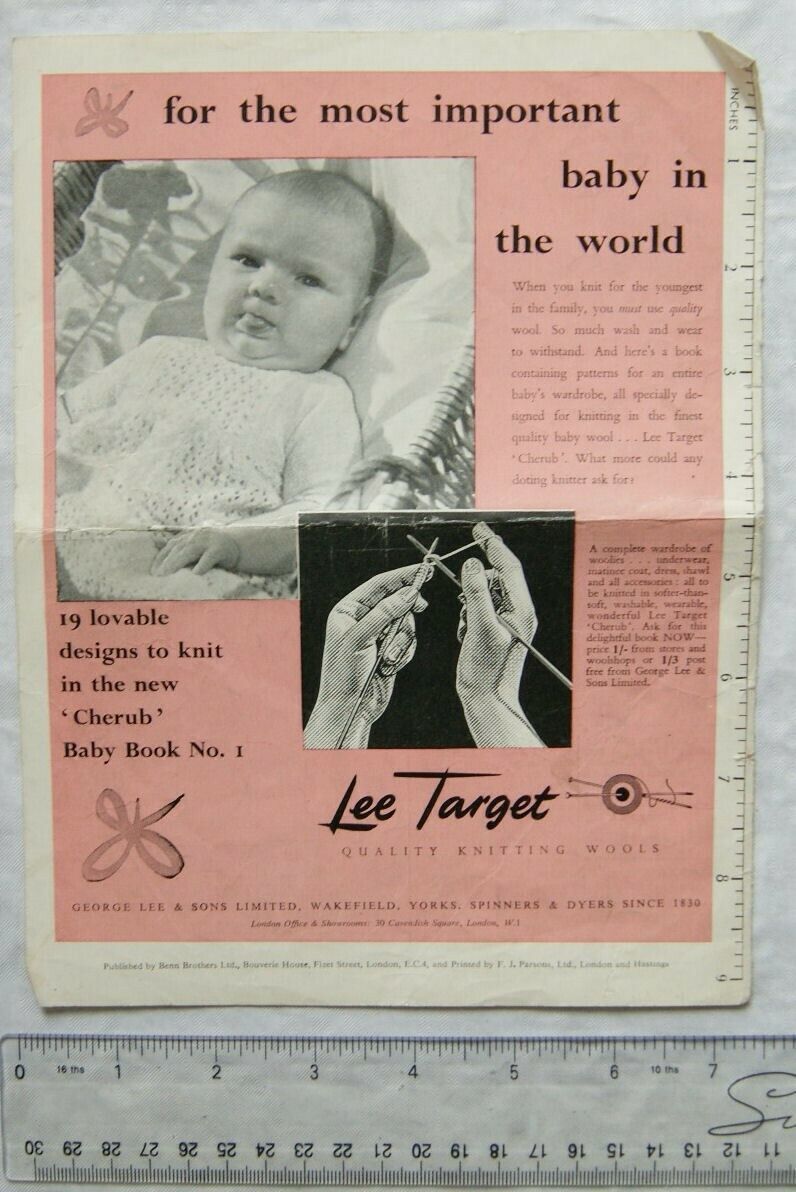 for the most important
baby in
the world
When you knit for the youngest
in the family, you must use quality
wool. So much wash and wear
to withstand. And here's a book
containing patterns for an entire
baby's wardrobe, all specially de-
signed for knitting in the finest
quality baby wool . . . Lee Target
'Cherub'. What more could any
doting knitter ask for?
A complete wardrobe of
woolies . . . underwear,
matinee coat, dress, shawl
and all accessories : all to
be knitted in softer-than-
soft, washable, wearable,
wonderful Lee Target
'Cherub'. Ask for this
delightful book NOW—
price 1/- from stores and
woolshops or 1/3 post
free from George Lee &
Sons Limited.
19 lovable
designs to knit
in the new
'Cherub'
Baby Book No. 1
Lee Target
QUALITY KNITTING WOOLS
GEORGE LEE & SONS LIMITED, WAKEFIELD, YORKS. SPINNERS & DYERS SINCE 1830
London Office & Showrooms: 30 Cavendish Square, London, W.1
Published by Benn Brothers Ltd., Bouverie House, Fleet Street, London, E.C.4, and Printed by F. J. Parsons, Ltd., London and Hastings
INCHES
1
2
3
4
5
6
7
8
9
0 16 ths 1 2 3 4 5 6 10 ths 7
30 29 28 27 26 25 24 23 22 21 20 19 18 17 16 15 14 13 12 11